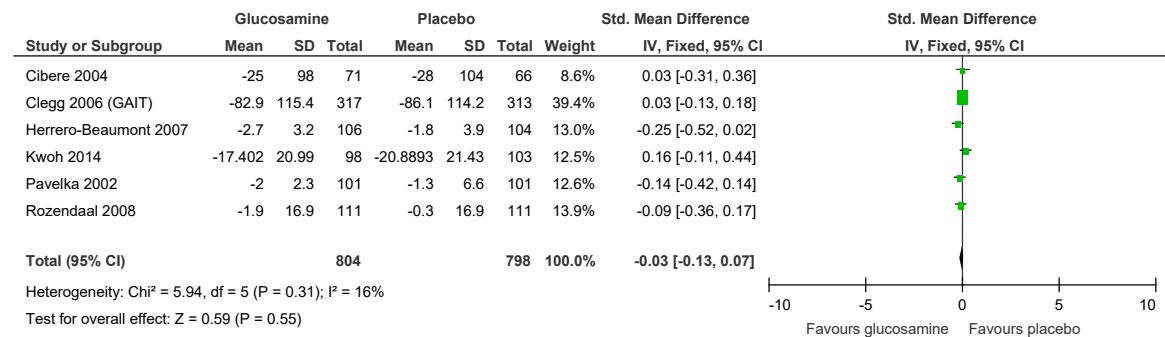 Glucosamine Placebo Std. Mean Difference Std. Mean Difference
Study or Subgroup Mean SD Total Mean SD Total Weight IV, Fixed, 95% CI IV, Fixed, 95% CI
Cibere 2004 -25 98 71 -28 104 66 8.6% 0.03 [-0.31, 0.36]
Clegg 2006 (GAIT) -82.9 115.4 317 -86.1 114.2 313 39.4% 0.03 [-0.13, 0.18]
Herrero-Beaumont 2007 -2.7 3.2 106 -1.8 3.9 104 13.0% -0.25 [-0.52, 0.02]
Kwoh 2014 -17.402 20.99 98 -20.8893 21.43 103 12.5% 0.16 [-0.11, 0.44]
Pavelka 2002 -2 2.3 101 -1.3 6.6 101 12.6% -0.14 [-0.42, 0.14]
Rozendaal 2008 -1.9 16.9 111 -0.3 16.9 111 13.9% -0.09 [-0.36, 0.17]
Total (95% CI) 804 798 100.0% -0.03 [-0.13, 0.07]
Heterogeneity: Chi² = 5.94, df = 5 (P = 0.31); I² = 16%
Test for overall effect: Z = 0.59 (P = 0.55)
-10 -5 0 5 10
Favours glucosamine Favours placebo